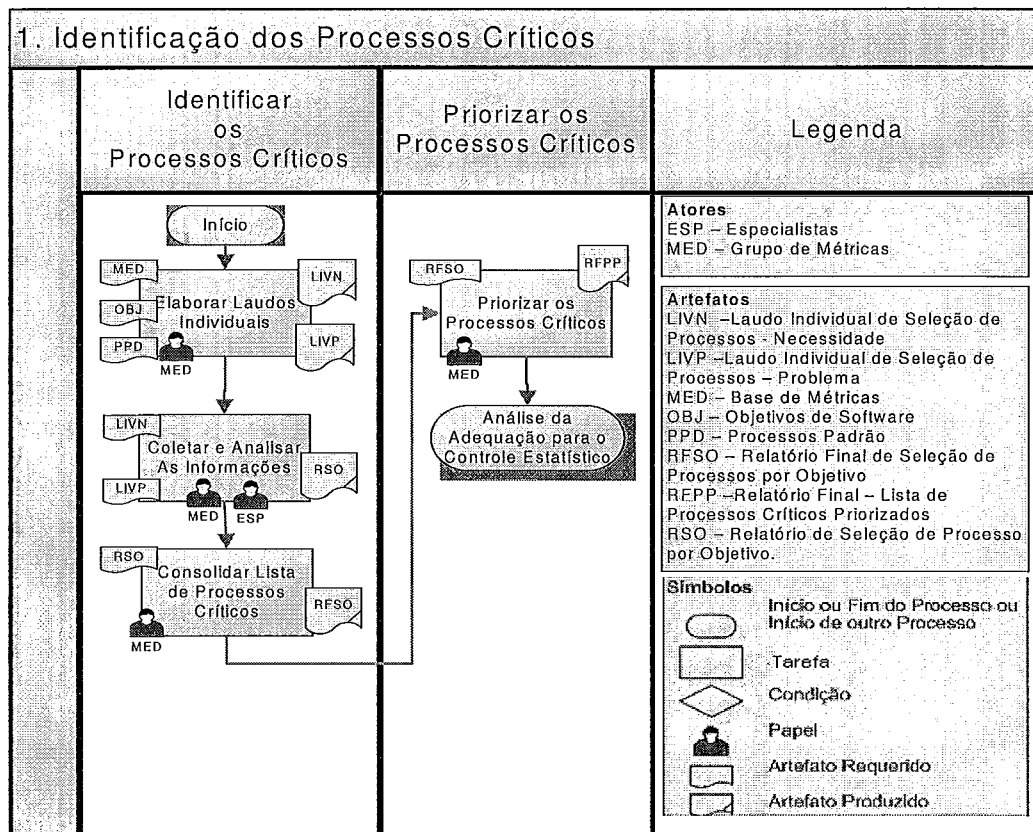 1. Identificação dos Processos Críticos
Identificar
os
Processos Críticos
Priorizar os
Processos Críticos
Legenda
Início
MED
OBJ
PPD
Elaborar Laudos
Individuais
LIVN
LIVP
MED
LIVN
LIVP
Coletar e Analisar
As Informações
RSO
MED
ESP
RSO
Consolidar Lista
de Processos
Críticos
RFSO
MED
RFSO
RFPP
Priorizar os
Processos Críticos
MED
Análise da
Adequação para o
Controle Estatístico
Atores
ESP – Especialistas
MED – Grupo de Métricas
Artefatos
LIVN –Laudo Individual de Seleção de
Processos - Necessidade
LIVP –Laudo Individual de Seleção de
Processos – Problema
MED – Base de Métricas
OBJ – Objetivos de Software
PPD – Processos Padrão
RFSO – Relatório Final de Seleção de
Processos por Objetivo
RFPP –Relatório Final – Lista de
Processos Críticos Priorizados
RSO – Relatório de Seleção de Processo
por Objetivo.
Símbolos
Início ou Fim do Processo ou
Início de outro Processo
Tarefa
Condição
Papel
Artefato Requerido
Artefato Produzido